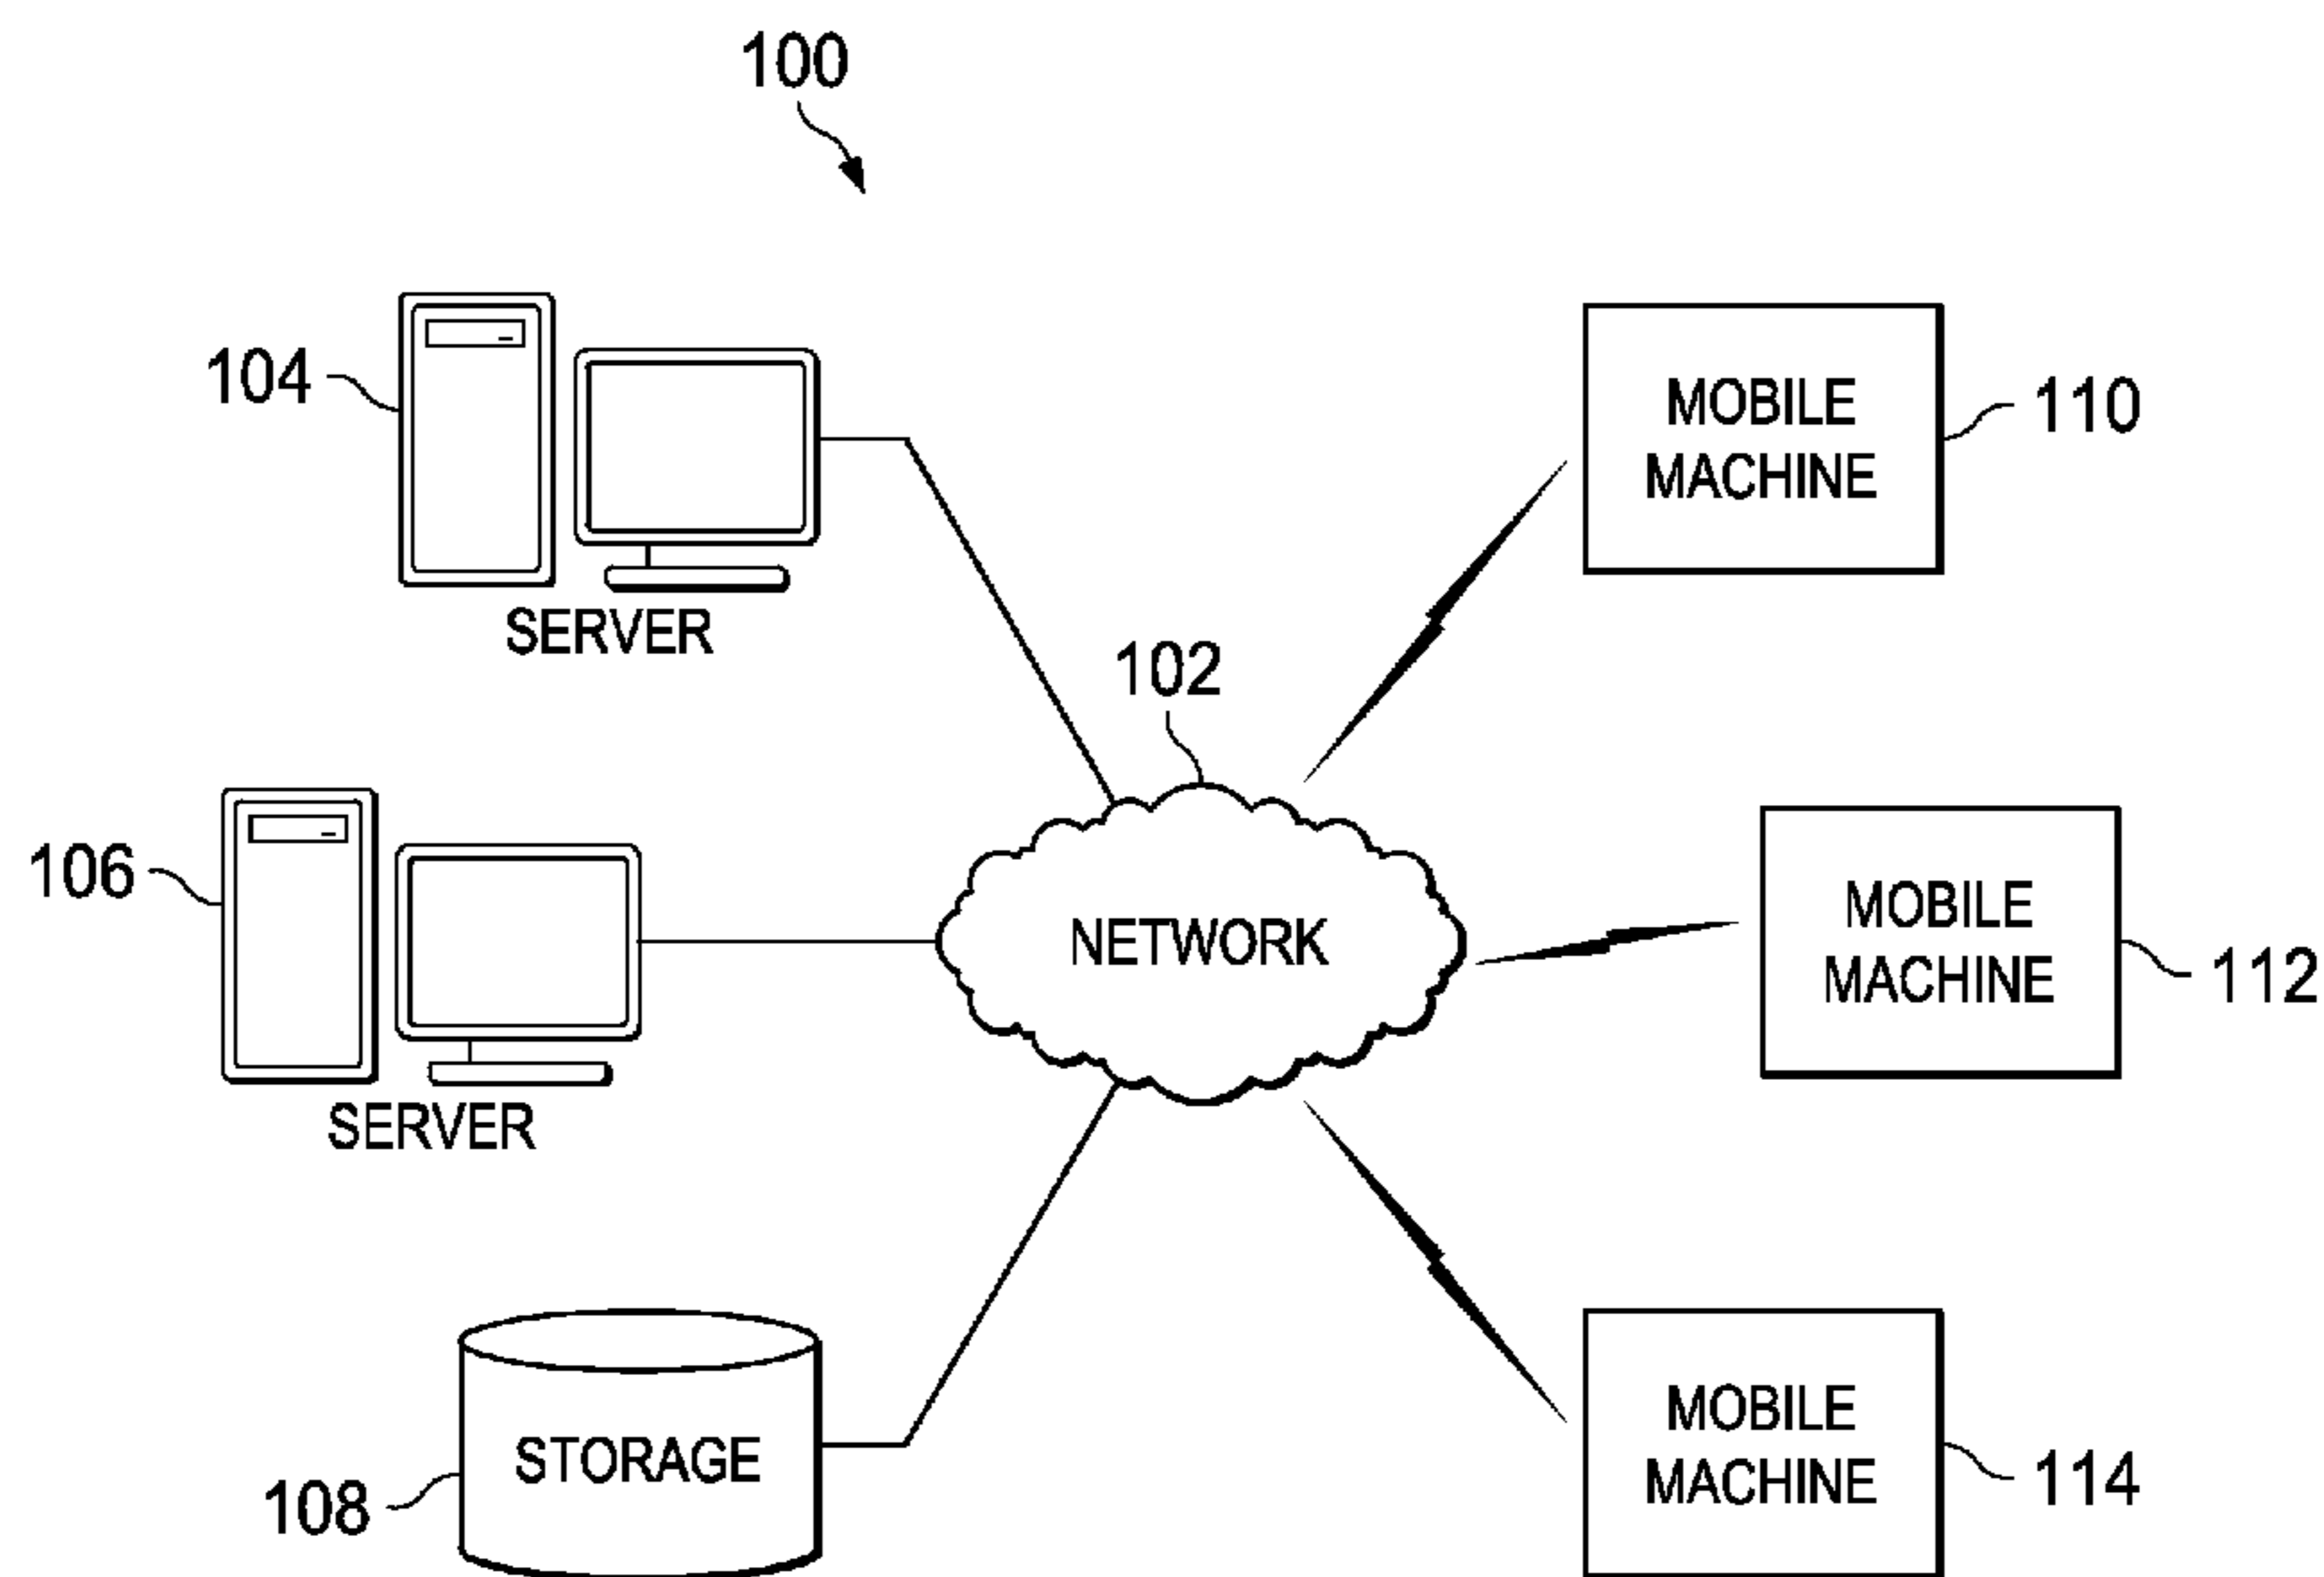 100
104
SERVER
MOBILE
MACHINE
110
102
106
SERVER
NETWORK
MOBILE
MACHINE
112
108
STORAGE
MOBILE
MACHINE
114